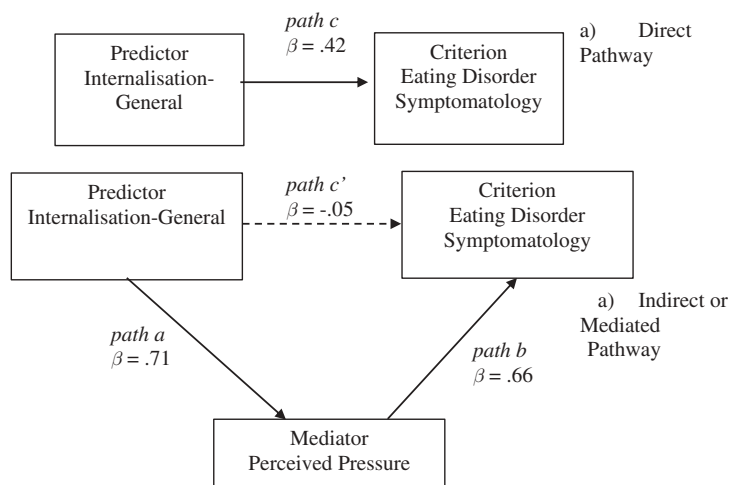 path c
β = .42
a) Direct
Pathway
Predictor
Internalisation-
General
Criterion
Eating Disorder
Symptomatology
Predictor
Internalisation-General
path c’
β = -.05
Criterion
Eating Disorder
Symptomatology
a) Indirect or
Mediated
Pathway
path a
β = .71
path b
β = .66
Mediator
Perceived Pressure